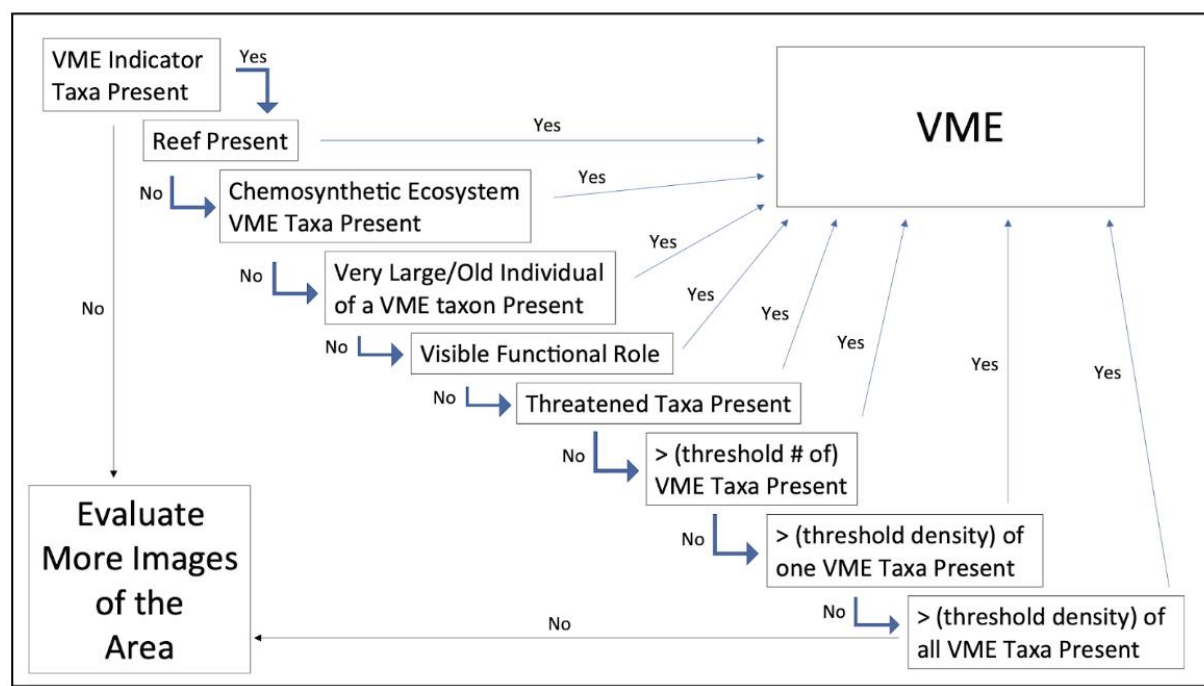 VME Indicator
Taxa Present
Yes
VME
Reef Present
Yes
No
Chemosynthetic Ecosystem
VME Taxa Present
Yes
No
Very Large/Old Individual
of a VME taxon Present
Yes
No
Visible Functional Role
Yes
No
Threatened Taxa Present
Yes
No
> (threshold # of)
VME Taxa Present
Yes
No
> (threshold density) of
one VME Taxa Present
Yes
No
> (threshold density) of
all VME Taxa Present
Yes
No
No
Evaluate
More Images
of the
Area